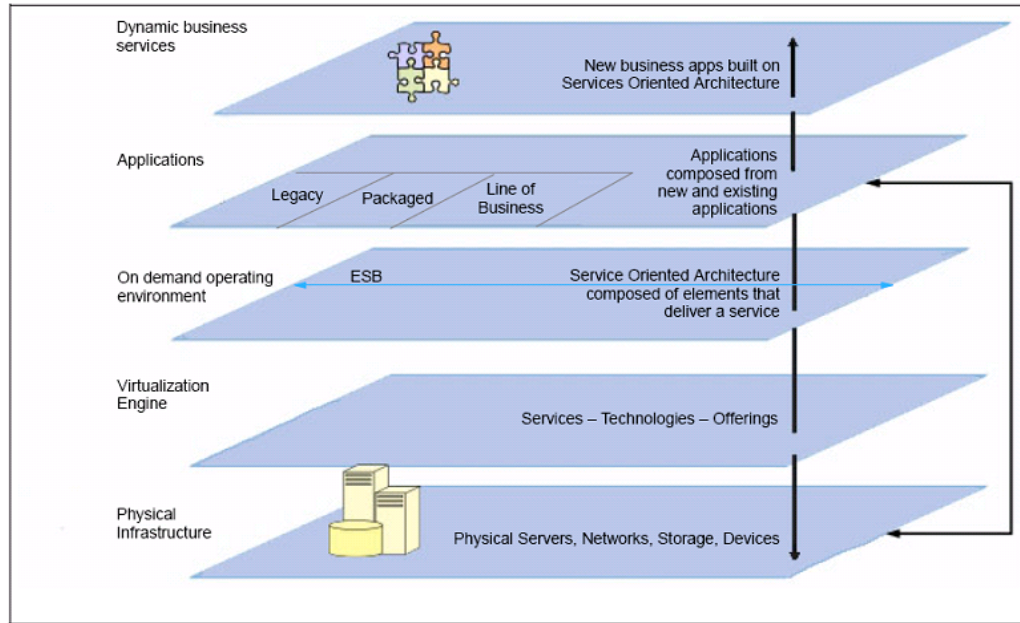 Dynamic business
services
New business apps built on
Services Oriented Architecture
Applications
Legacy
Packaged
Line of
Business
Applications
composed from
new and existing
applications
On demand operating
environment
ESB
Service Oriented Architecture
composed of elements that
deliver a service
Virtualization
Engine
Services – Technologies – Offerings
Physical
Infrastructure
Physical Servers, Networks, Storage, Devices